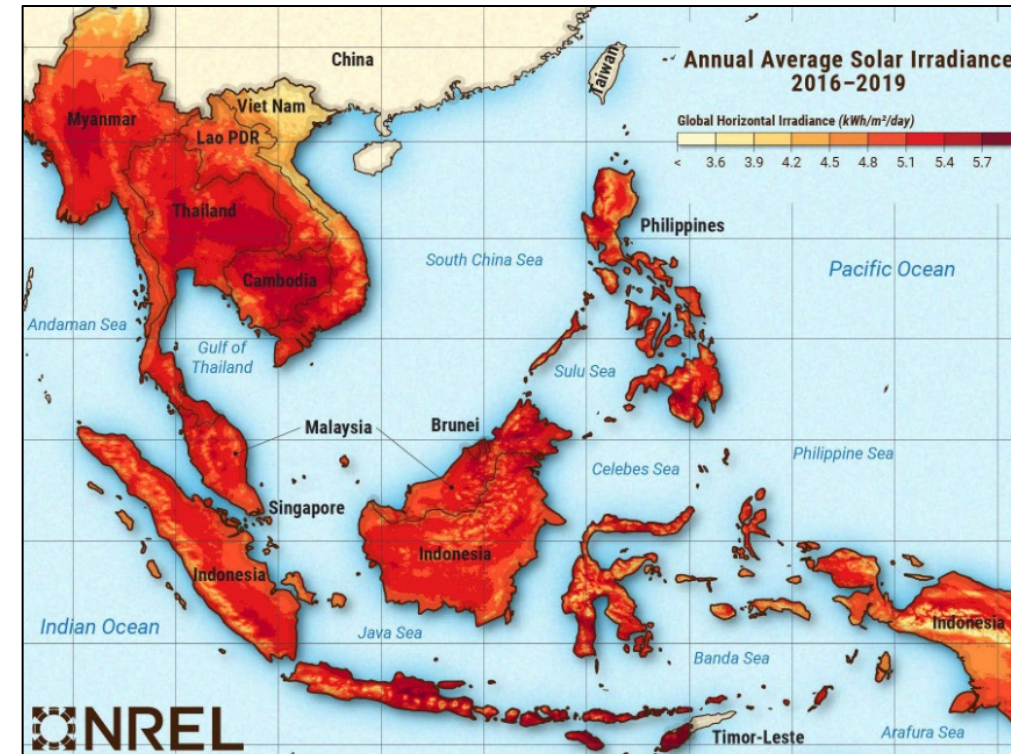 Annual Average Solar Irradiance
2016–2019
Global Horizontal Irradiance (kWh/m²/day)
< 3.6 3.9 4.2 4.5 4.8 5.1 5.4 5.7
China
Taiwan
Viet Nam
Myanmar
Lao PDR
Thailand
Philippines
Cambodia
South China Sea
Pacific Ocean
Andaman Sea
Gulf of
Thailand
Sulu Sea
Malaysia
Brunei
Celebes Sea
Philippine Sea
Singapore
Indonesia
Indonesia
Indonesia
Indian Ocean
Java Sea
Banda Sea
NREL
Timor-Leste
Arafura Sea